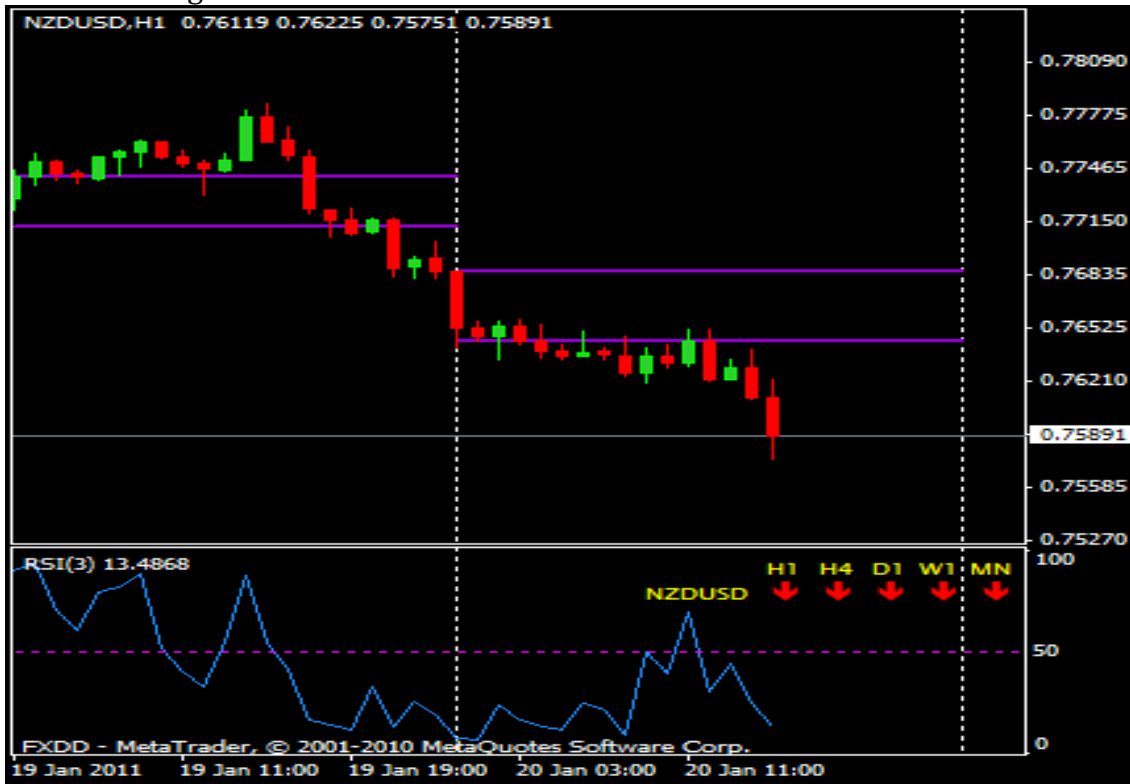 NZDUSD,H1 0.76119 0.76225 0.75751 0.75891
0.78090
0.77775
0.77465
0.77150
0.76835
0.76525
0.76210
0.75891
0.75585
0.75270
RSI(3) 13.4868
100
H1 H4 D1 W1 MN
NZDUSD
50
0
FXDD - MetaTrader, © 2001-2010 MetaQuotes Software Corp.
19 Jan 2011 19 Jan 11:00 19 Jan 19:00 20 Jan 03:00 20 Jan 11:00